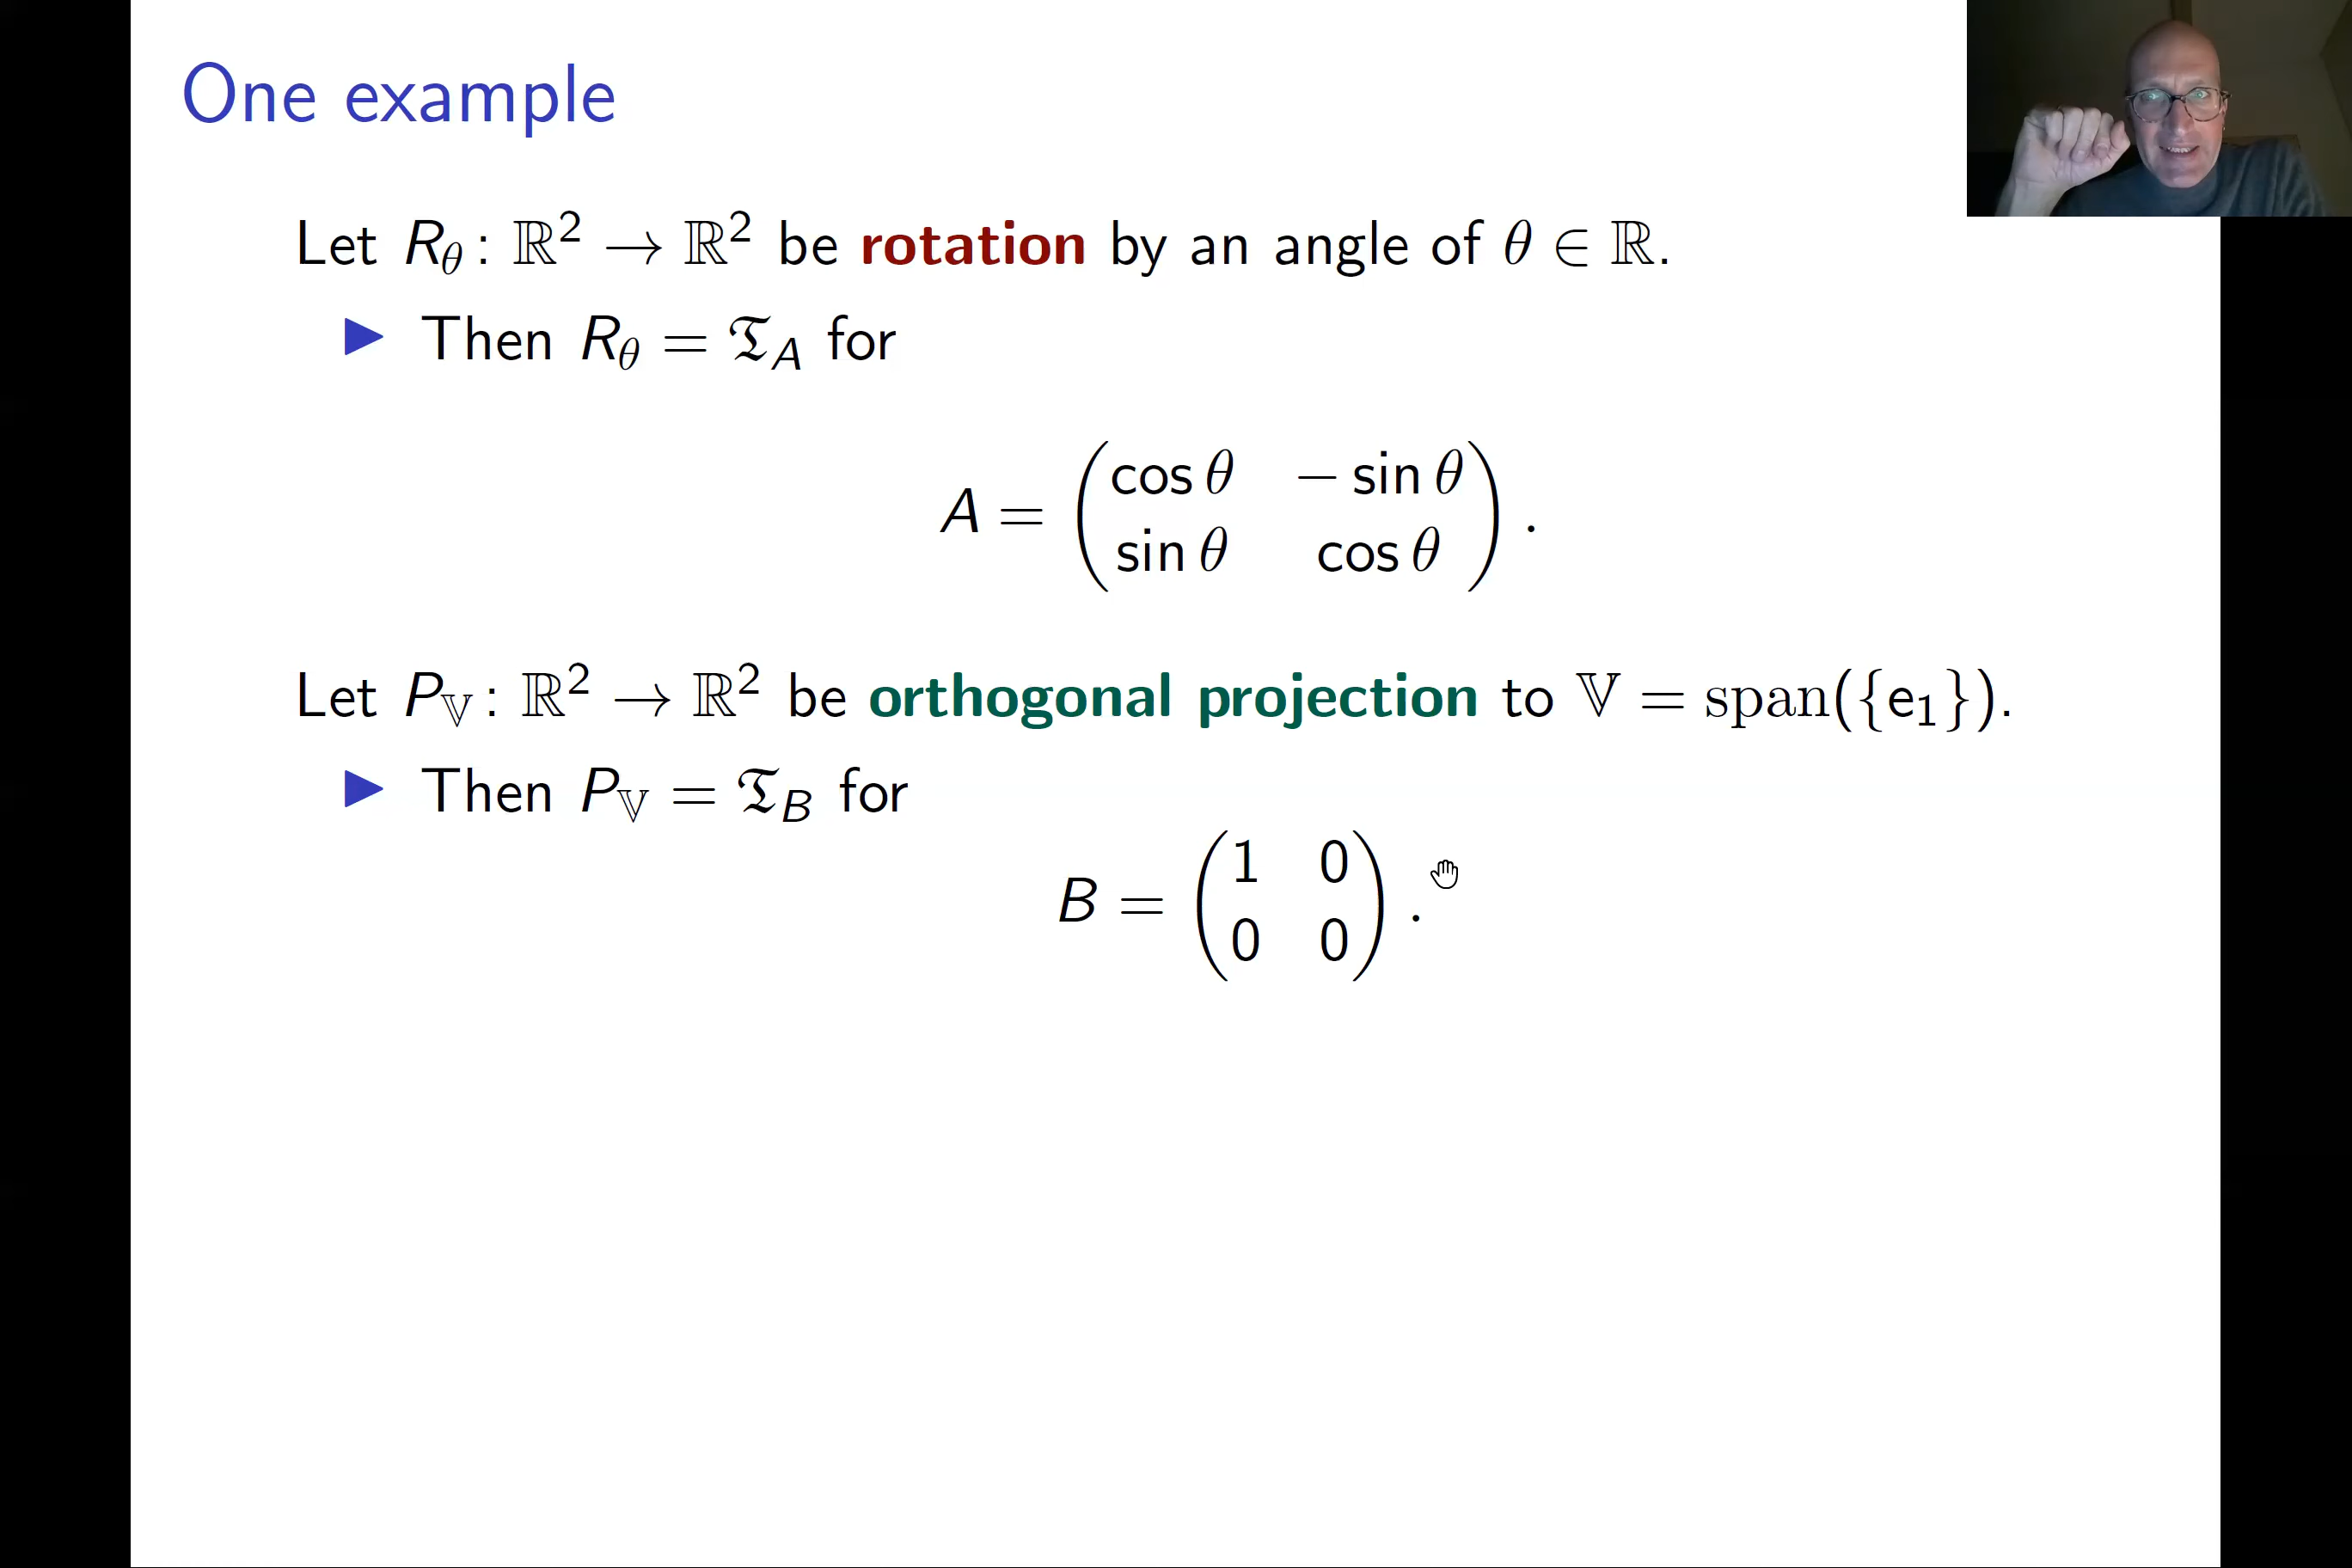 One example
Let R_θ : ℝ² → ℝ² be rotation by an angle of θ ∈ ℝ.
▶ Then R_θ = 𝔗_A for
A = ( cos θ  − sin θ
sin θ  cos θ ) .
Let P_𝕍 : ℝ² → ℝ² be orthogonal projection to 𝕍 = span({e₁}).
▶ Then P_𝕍 = 𝔗_B for
B = ( 1  0
0  0 ) .